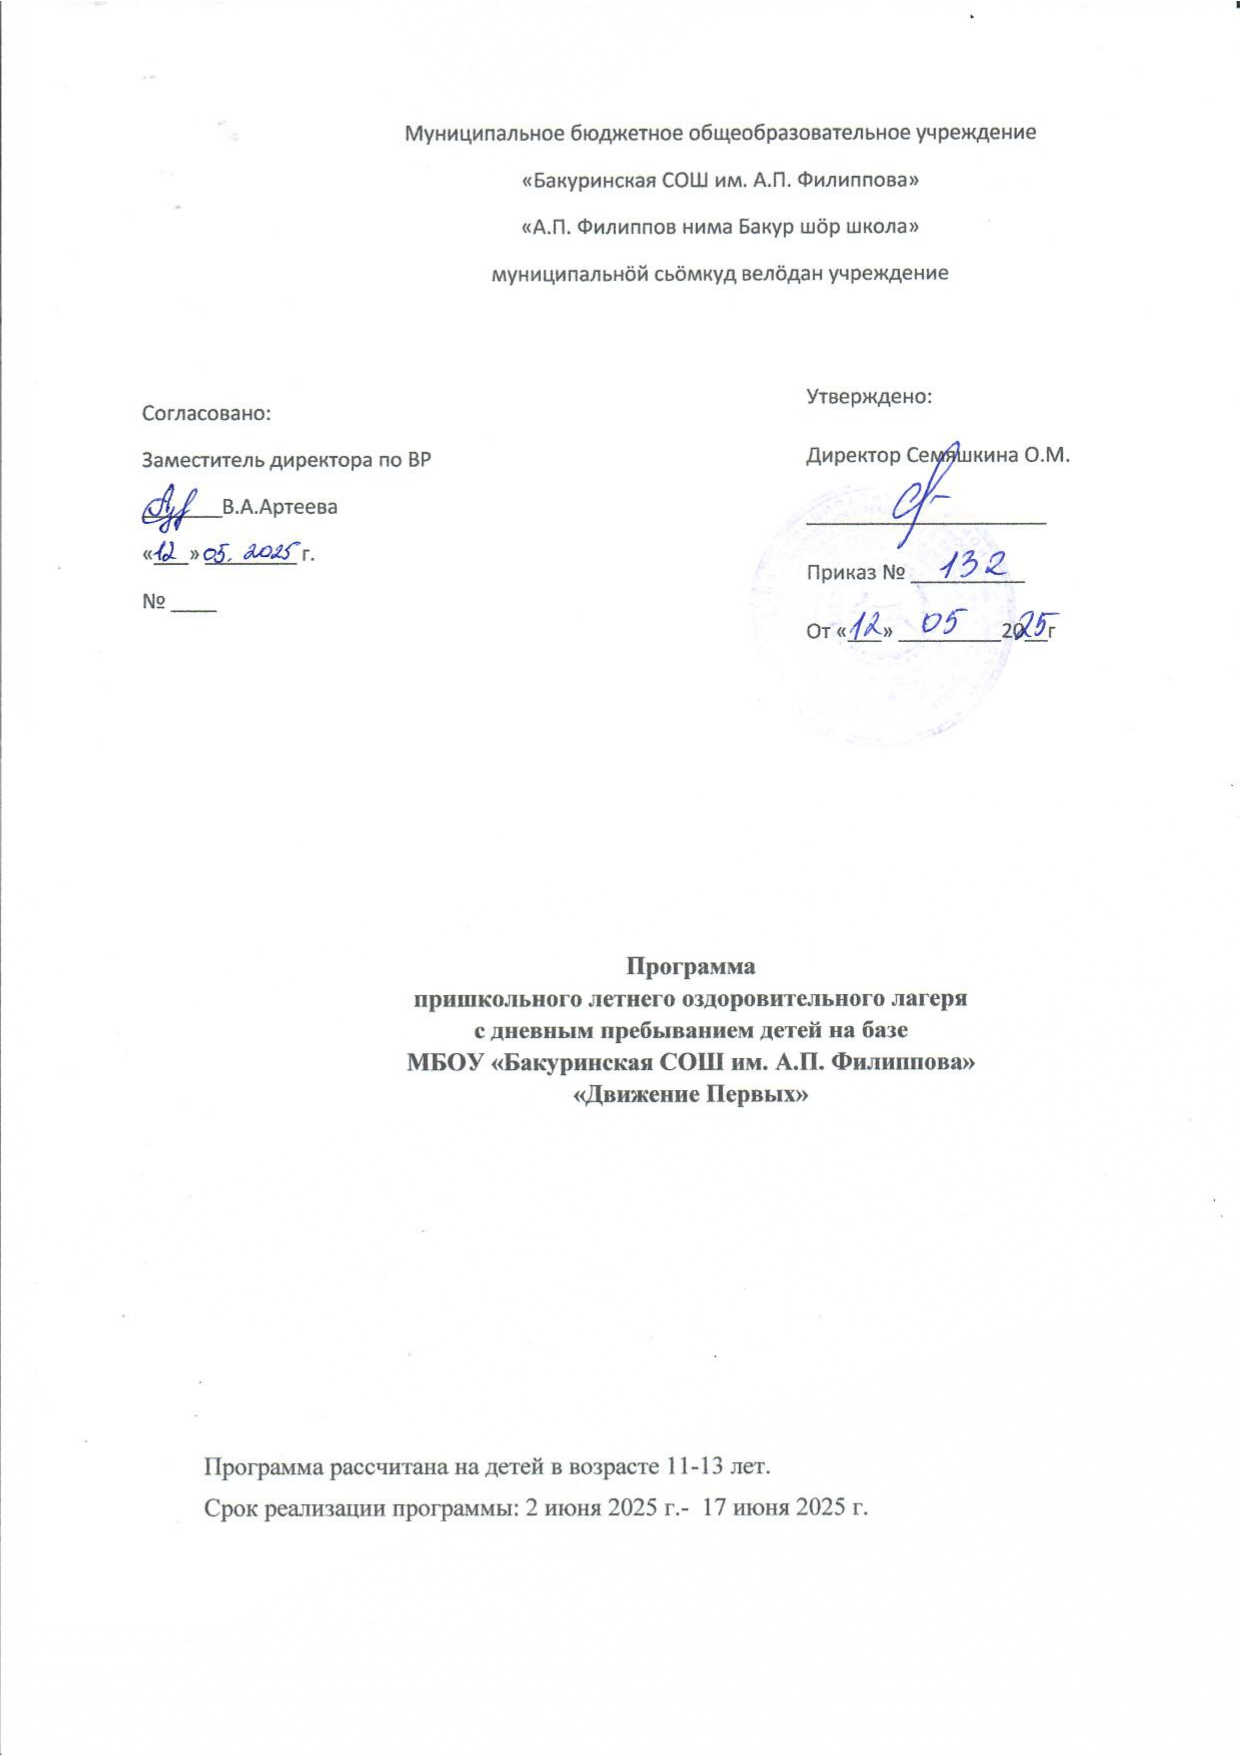 Муниципальное бюджетное общеобразовательное учреждение
«Бакуринская СОШ им. А.П. Филиппова»
«А.П. Филиппов нима Бакур шӧр школа»
муниципальнӧй сьӧмкуд велӧдан учреждение
Согласовано:
Заместитель директора по ВР
_______В.А.Артеева
«12» 05. 2025 г.
№ ____
Утверждено:
Директор Семяшкина О.М.
Приказ № 132
От «12» 05 2025г
Программа
пришкольного летнего оздоровительного лагеря
с дневным пребыванием детей на базе
МБОУ «Бакуринская СОШ им. А.П. Филиппова»
«Движение Первых»
Программа рассчитана на детей в возрасте 11-13 лет.
Срок реализации программы: 2 июня 2025 г.- 17 июня 2025 г.